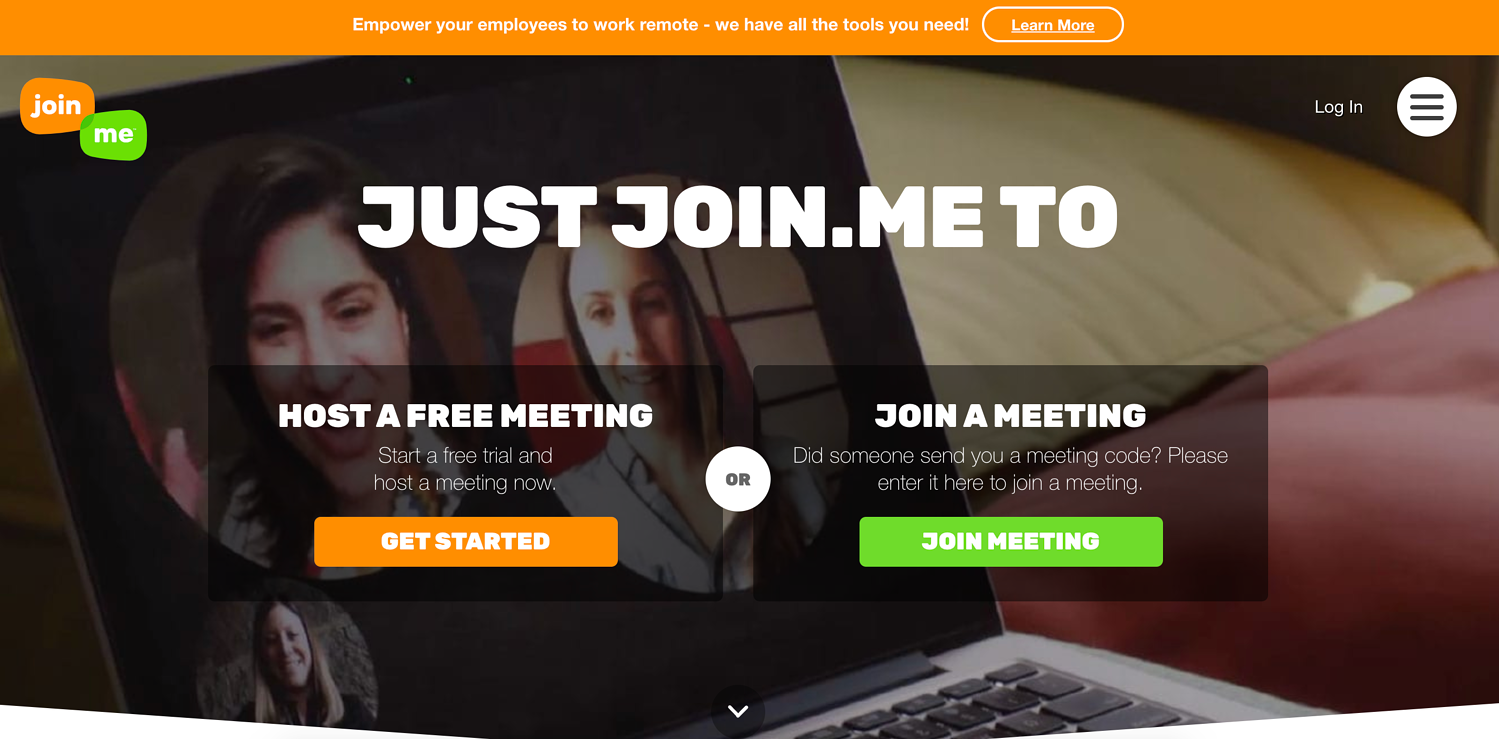 Empower your employees to work remote - we have all the tools you need!
Learn More
join
me
Log In
JUST JOIN.ME TO
HOST A FREE MEETING
Start a free trial and
host a meeting now.
GET STARTED
OR
JOIN A MEETING
Did someone send you a meeting code? Please
enter it here to join a meeting.
JOIN MEETING